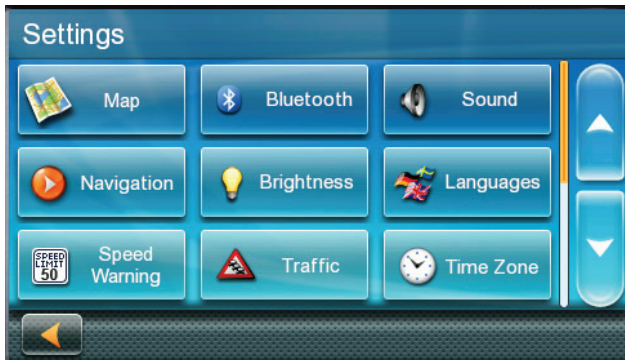 Settings
Map
Bluetooth
Sound
Navigation
Brightness
Languages
SPEED
LIMIT
50
Speed
Warning
Traffic
Time Zone